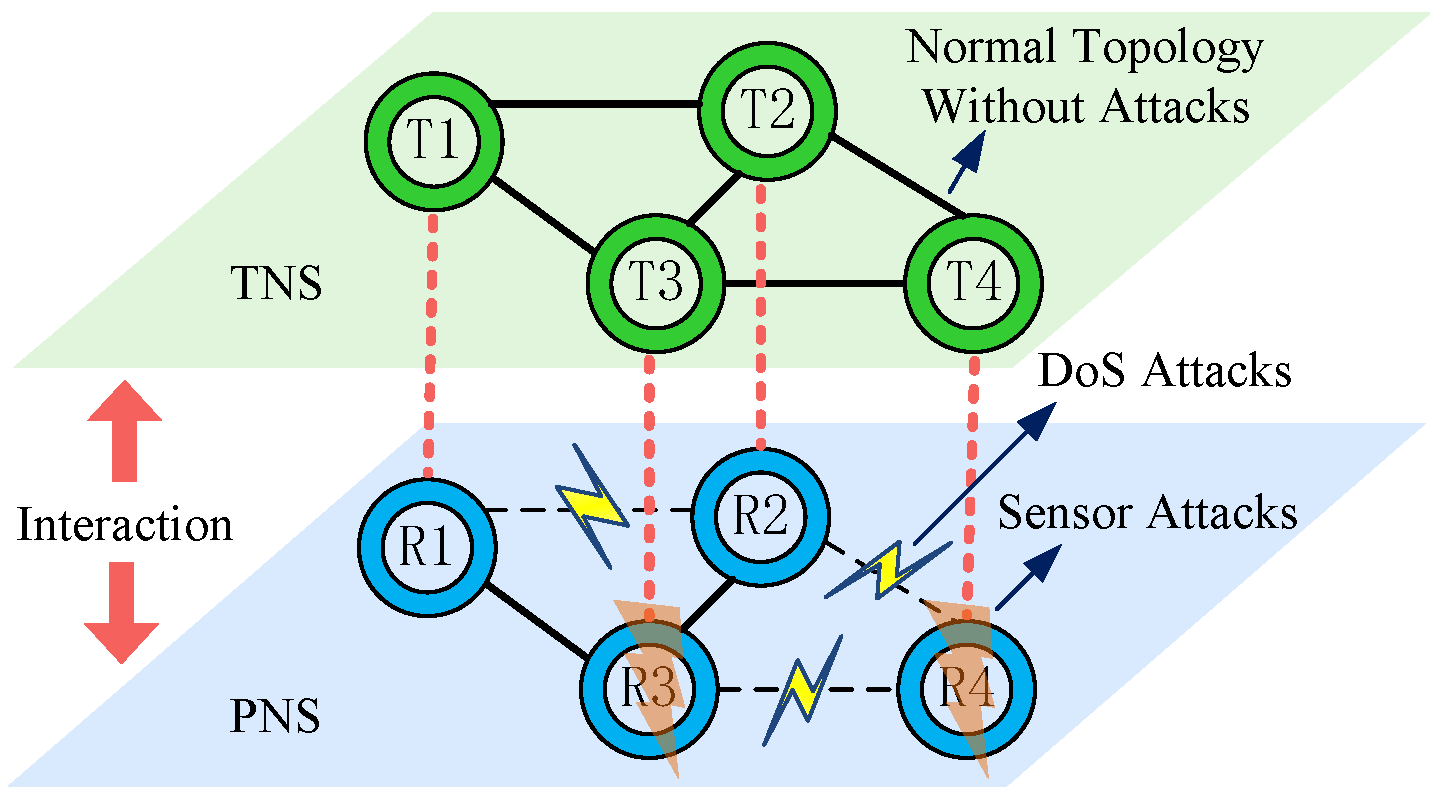 Normal Topology
Without Attacks
T1
T2
T3
T4
TNS
DoS Attacks
Sensor Attacks
Interaction
R1
R2
R3
R4
PNS